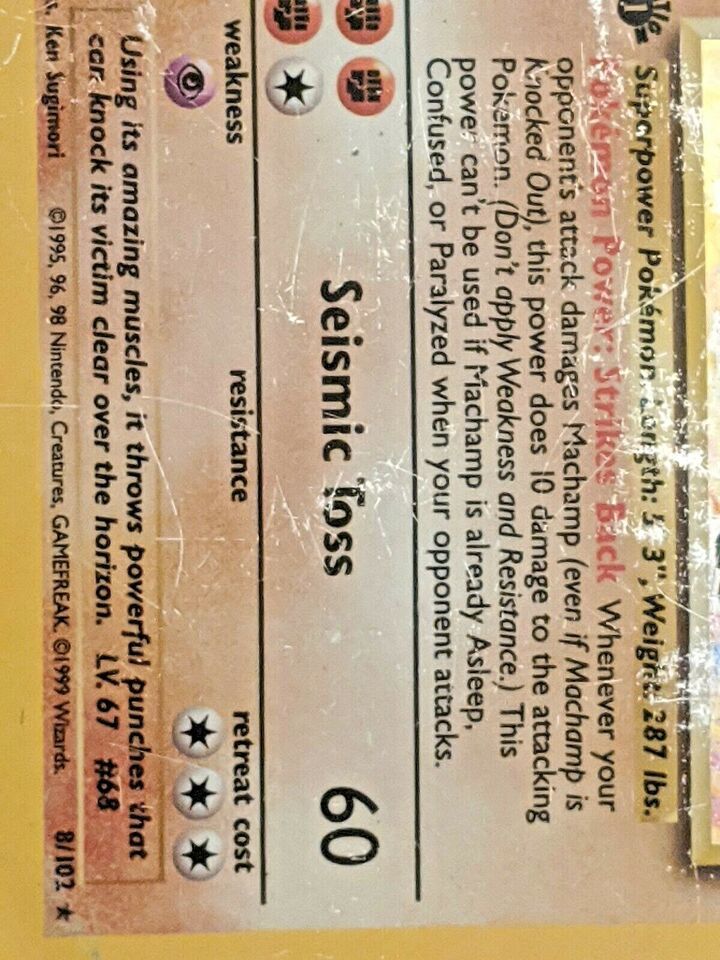 Superpower Pokémon. Length: 5' 3", Weight: 287 lbs.
Pokémon Power: Strikes Back Whenever your
opponent's attack damages Machamp (even if Machamp is
Knocked Out), this power does 10 damage to the attacking
Pokémon. (Don't apply Weakness and Resistance.) This
power can't be used if Machamp is already Asleep,
Confused, or Paralyzed when your opponent attacks.
Seismic Toss 60
weakness resistance retreat cost
Using its amazing muscles, it throws powerful punches that
can knock its victim clear over the horizon. LV. 67 #68
Ken Sugimori ©1995, 96, 98 Nintendo, Creatures, GAMEFREAK. ©1999 Wizards. 8/102 ★